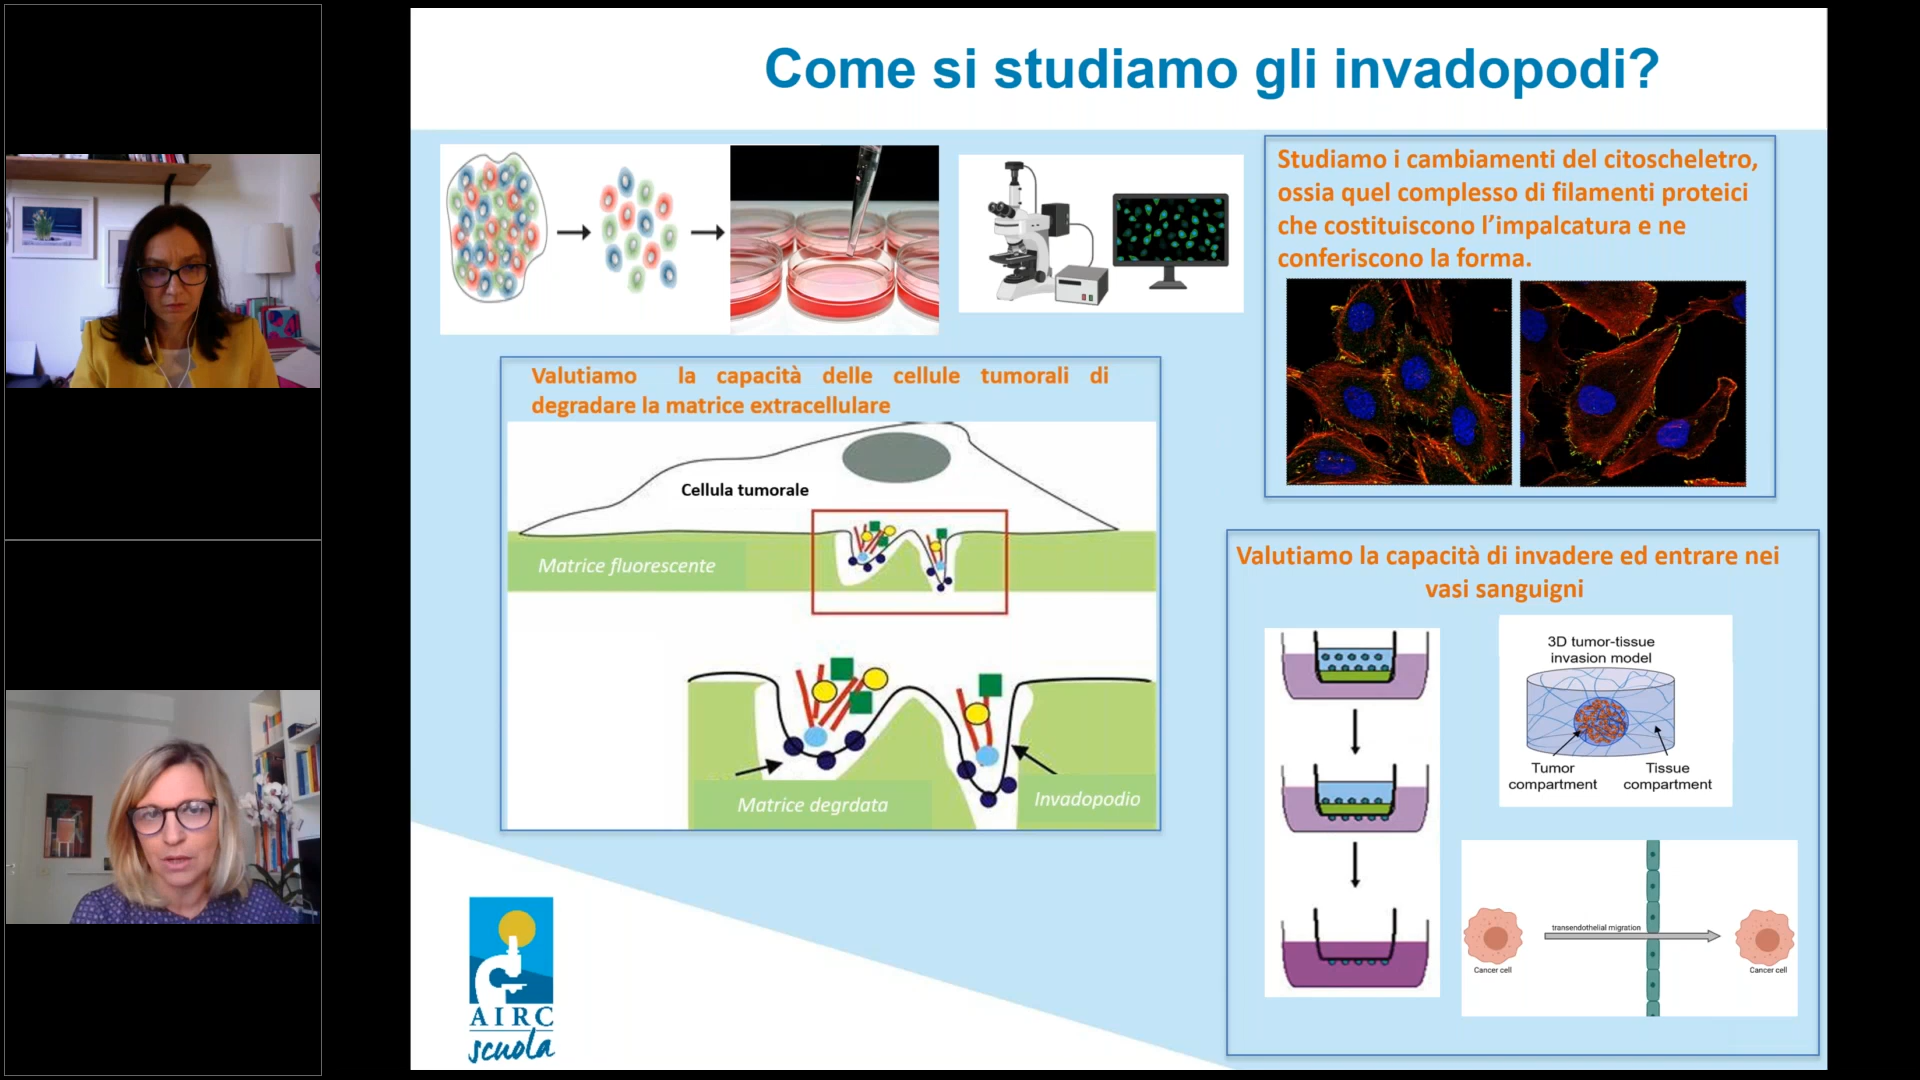 Come si studiamo gli invadopodi?
Studiamo i cambiamenti del citoscheletro,
ossia quel complesso di filamenti proteici
che costituiscono l’impalcatura e ne
conferiscono la forma.
Valutiamo la capacità delle cellule tumorali di
degradare la matrice extracellulare
Cellula tumorale
Matrice fluorescente
Matrice degrdata
Invadopodio
Valutiamo la capacità di invadere ed entrare nei
vasi sanguigni
3D tumor-tissue
invasion model
Tumor
compartment
Tissue
compartment
transendothelial migration
Cancer cell
Cancer cell
AIRC
scuola